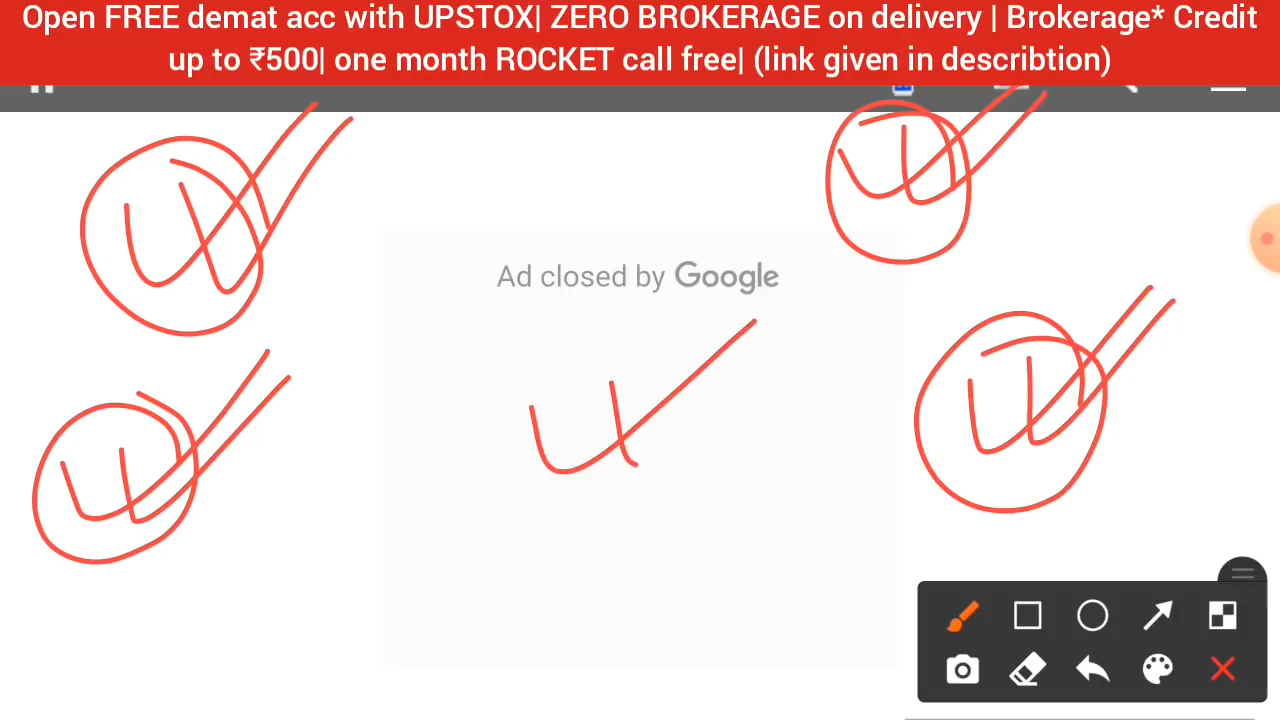 Open FREE demat acc with UPSTOX| ZERO BROKERAGE on delivery | Brokerage* Credit
up to ₹500| one month ROCKET call free| (link given in describtion)
Ad closed by Google